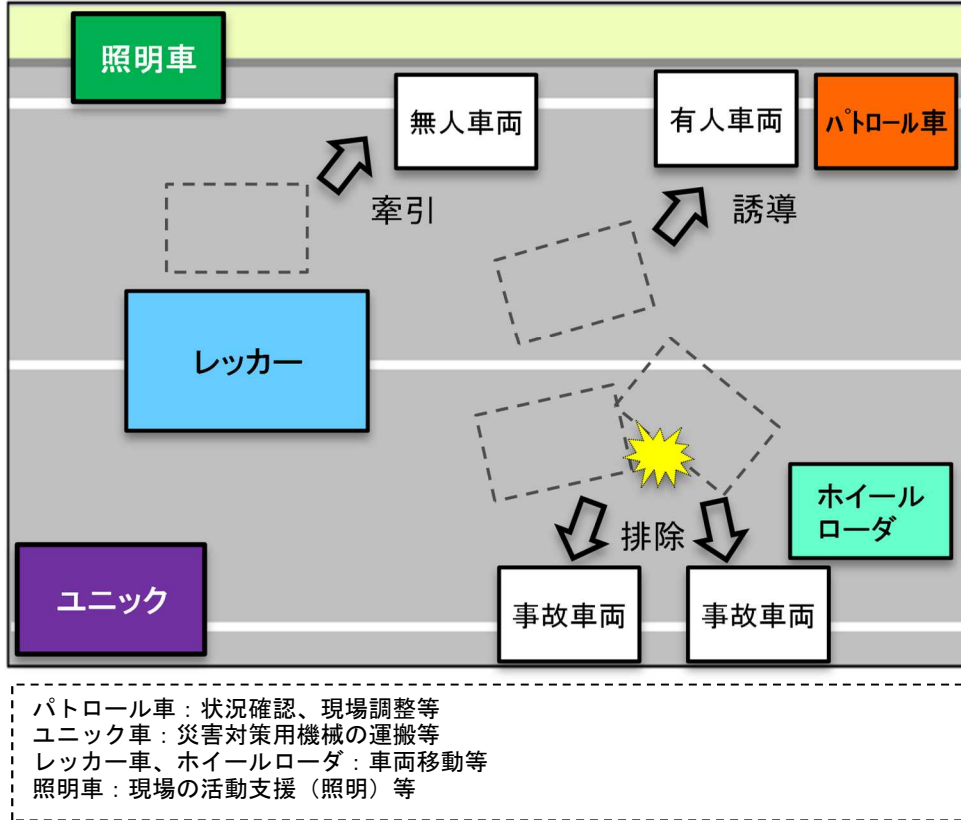 照明車
無人車両
有人車両
パトロール車
牽引
誘導
レッカー
ホイール
ローダ
排除
ユニック
事故車両
事故車両
パトロール車：状況確認、現場調整等
ユニック車：災害対策用機械の運搬等
レッカー車、ホイールローダ：車両移動等
照明車：現場の活動支援（照明）等